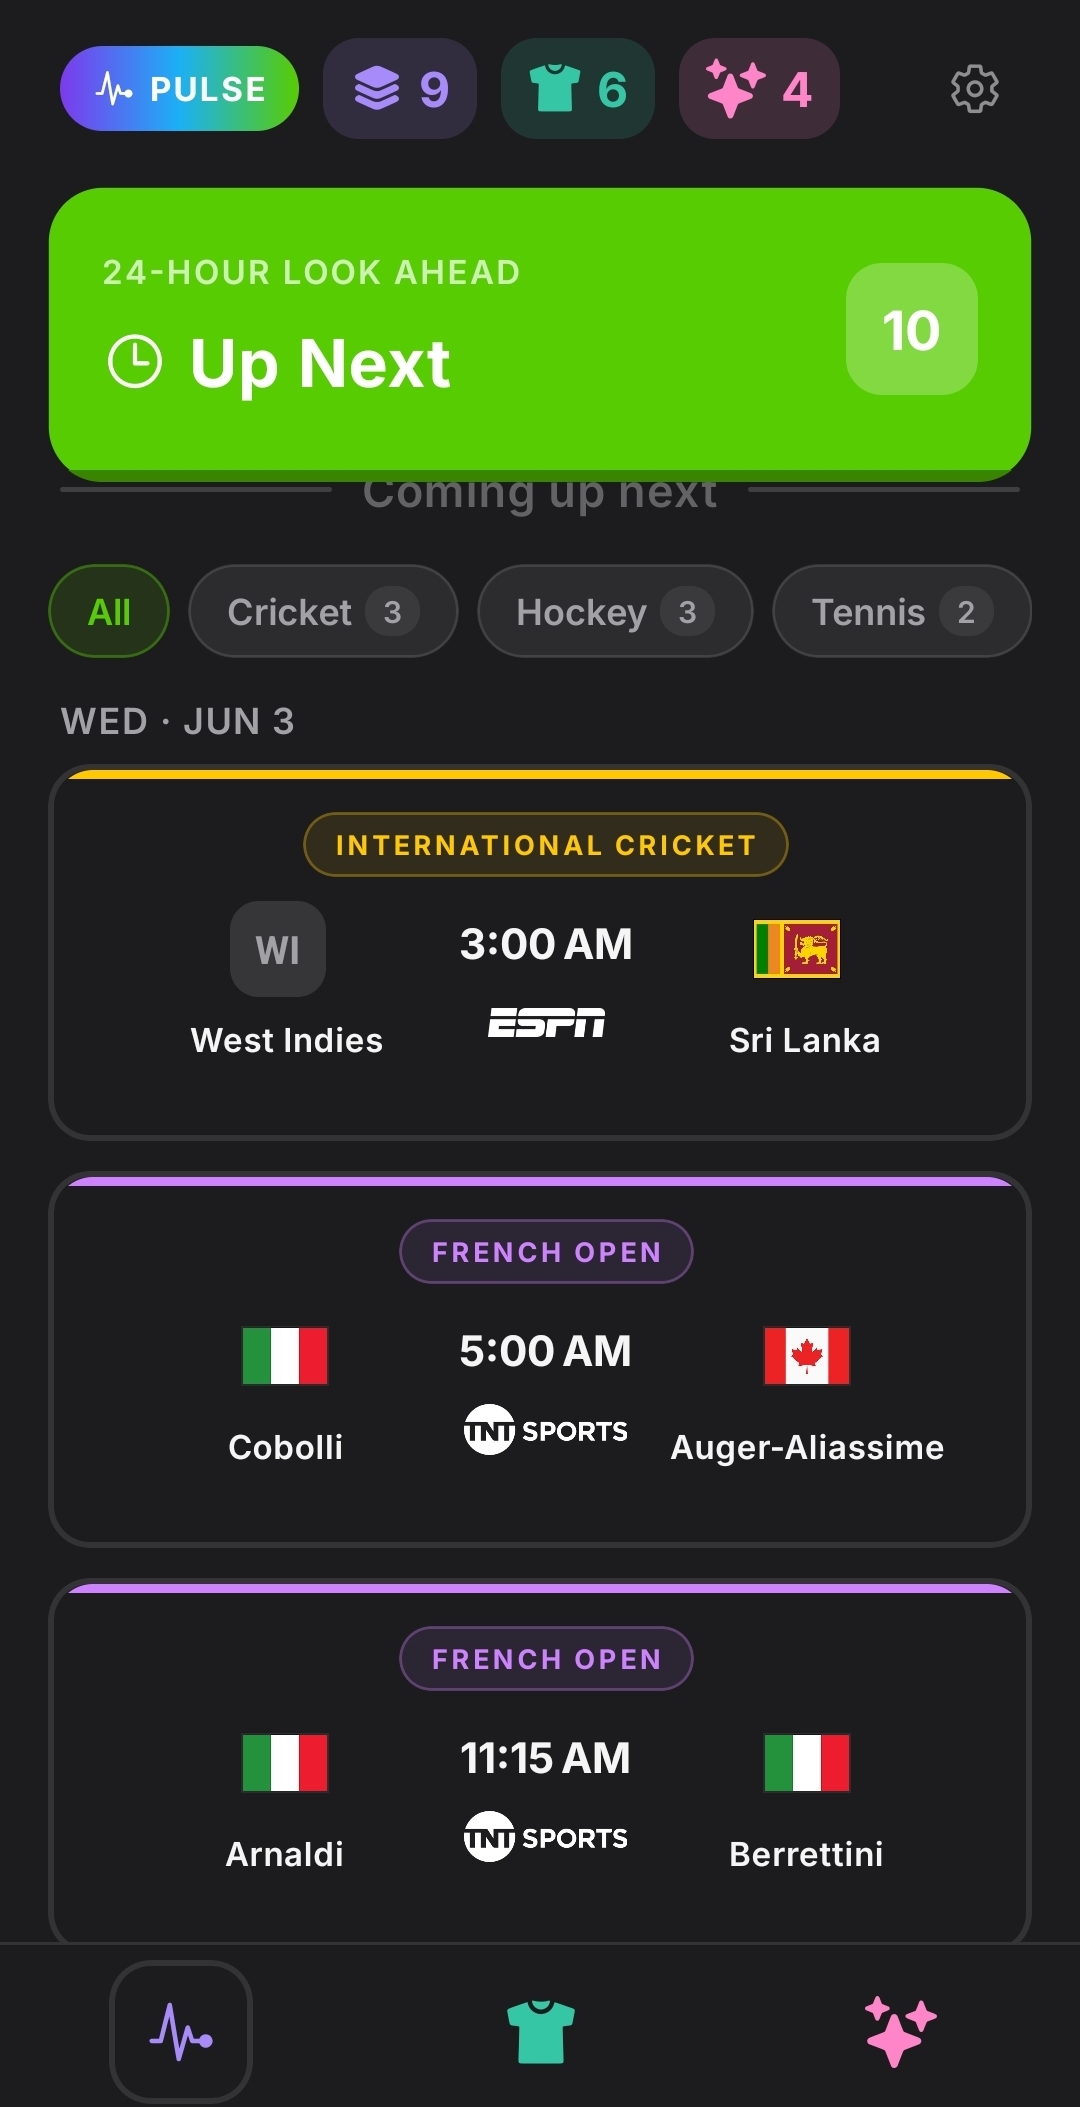 PULSE 9 6 4
24-HOUR LOOK AHEAD
Up Next
10
Coming up next
All Cricket 3 Hockey 3 Tennis 2
WED · JUN 3
INTERNATIONAL CRICKET
WI 3:00 AM
ESPN
West Indies Sri Lanka
FRENCH OPEN
5:00 AM
TNT SPORTS
Cobolli Auger-Aliassime
FRENCH OPEN
11:15 AM
TNT SPORTS
Arnaldi Berrettini